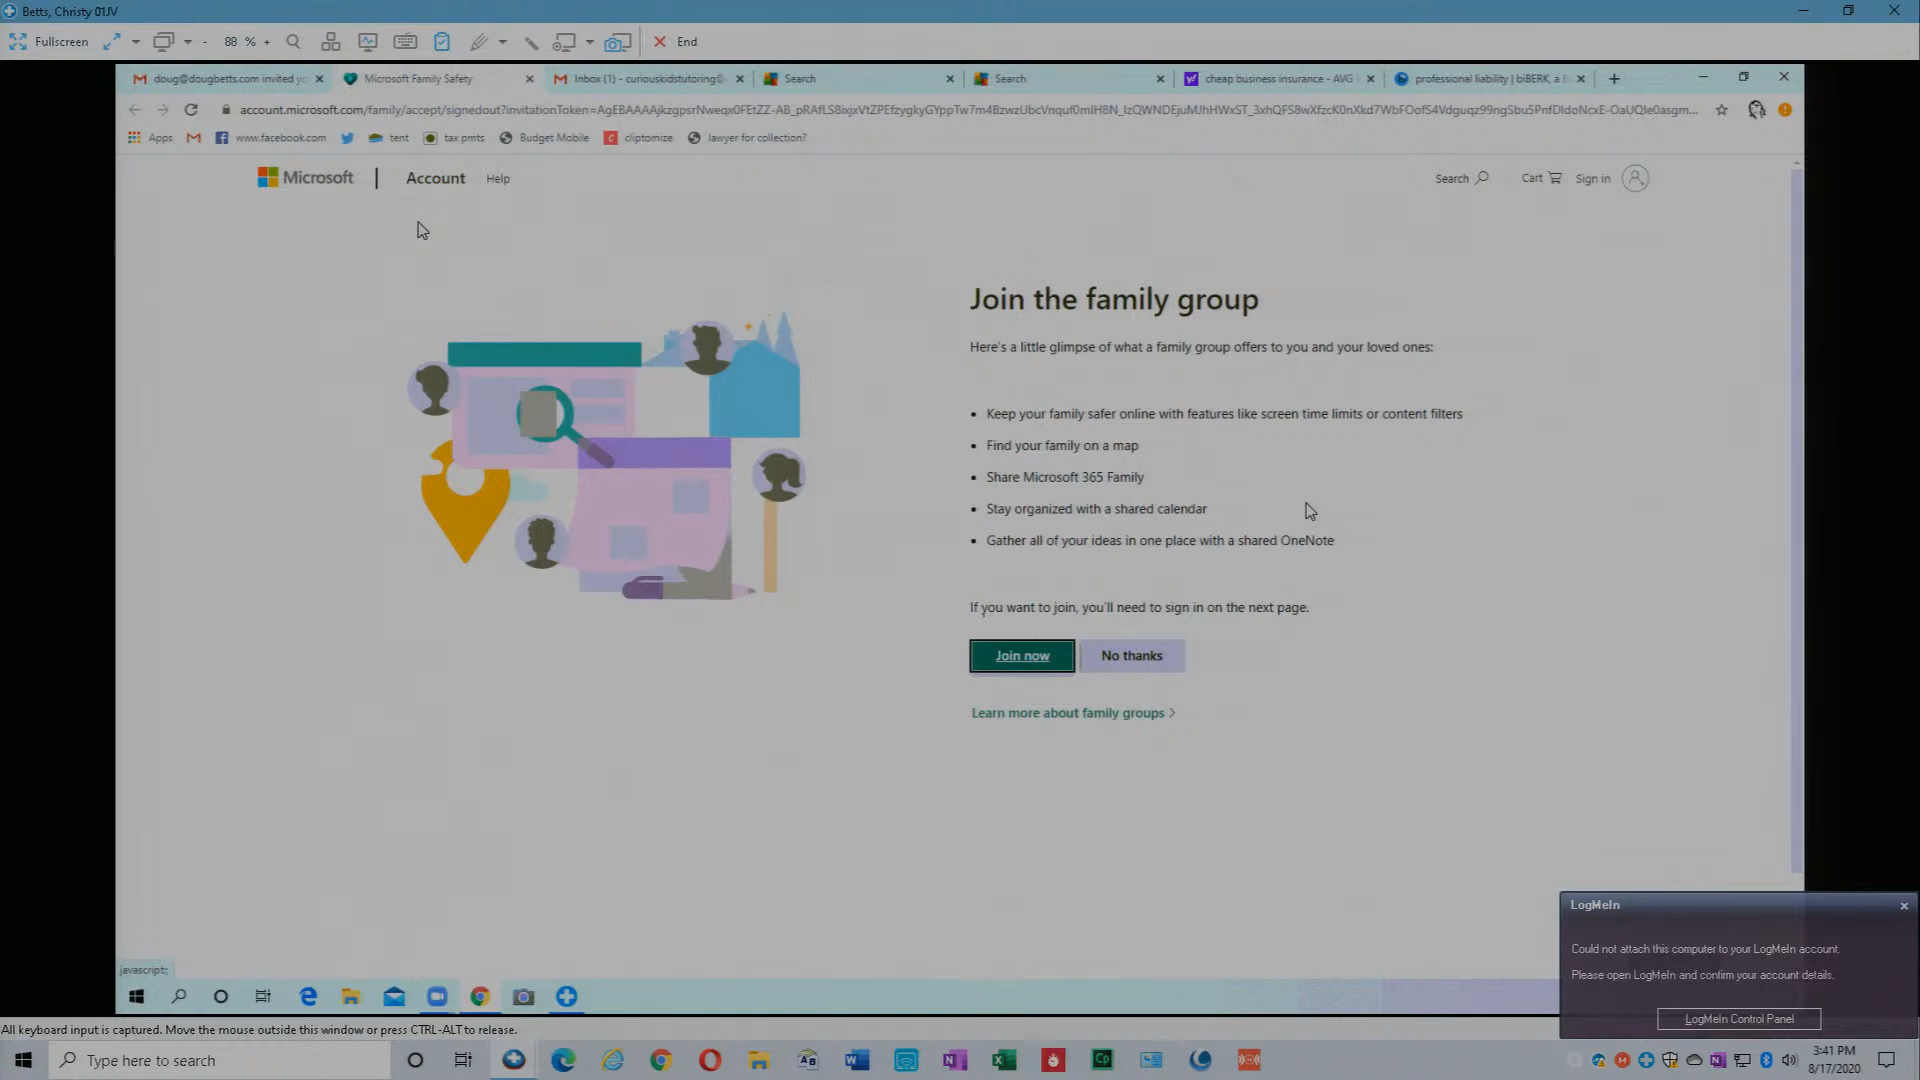 Betts, Christy 01JV
Fullscreen
- 88 % +
End
doug@dougbetts.com invited yo
Microsoft Family Safety
Inbox (1) - curiouskidstutoring@
Search
Search
cheap business insurance - AVG
professional liability | biBERK, a
Apps
www.facebook.com
tent
tax pmts
Budget Mobile
cliptomize
lawyer for collection?
Microsoft
Account
Help
Search
Cart
Sign in
Join the family group
Here's a little glimpse of what a family group offers to you and your loved ones:
• Keep your family safer online with features like screen time limits or content filters
• Find your family on a map
• Share Microsoft 365 Family
• Stay organized with a shared calendar
• Gather all of your ideas in one place with a shared OneNote
If you want to join, you'll need to sign in on the next page.
Join now
No thanks
Learn more about family groups >
LogMeIn
Could not attach this computer to your LogMeIn account.
Please open LogMeIn and confirm your account details.
LogMeIn Control Panel
javascript:;
All keyboard input is captured. Move the mouse outside this window or press CTRL-ALT to release.
Type here to search
3:41 PM
8/17/2020